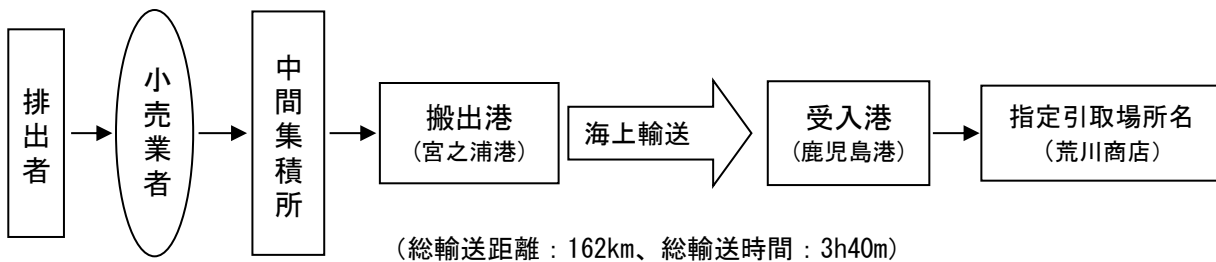 排出者
小売業者
中間集積所
搬出港
（宮之浦港）
海上輸送
受入港
（鹿児島港）
指定引取場所名
（荒川商店）
（総輸送距離：162km、総輸送時間：3h40m）